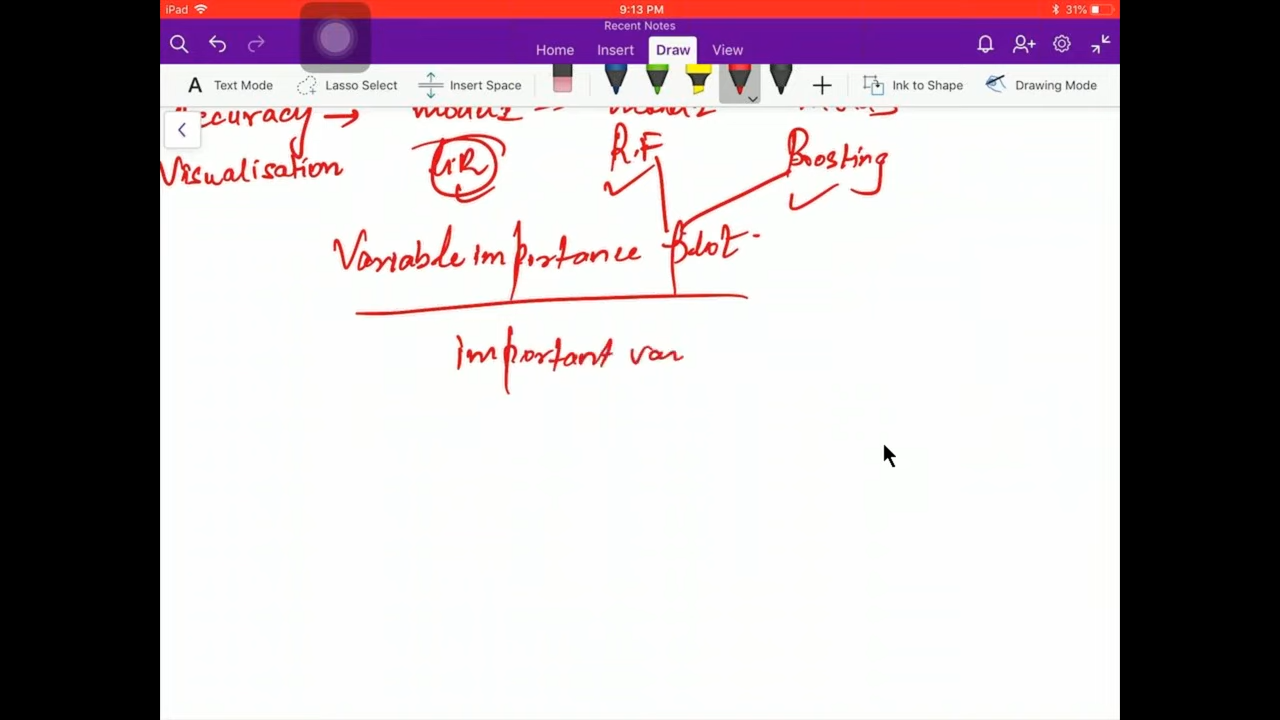 iPad 9:13 PM 31%
Recent Notes
Home Insert Draw View
A Text Mode Lasso Select Insert Space Ink to Shape Drawing Mode
Accuracy →
Visualisation R.F Boosting
Variable importance plot
important var